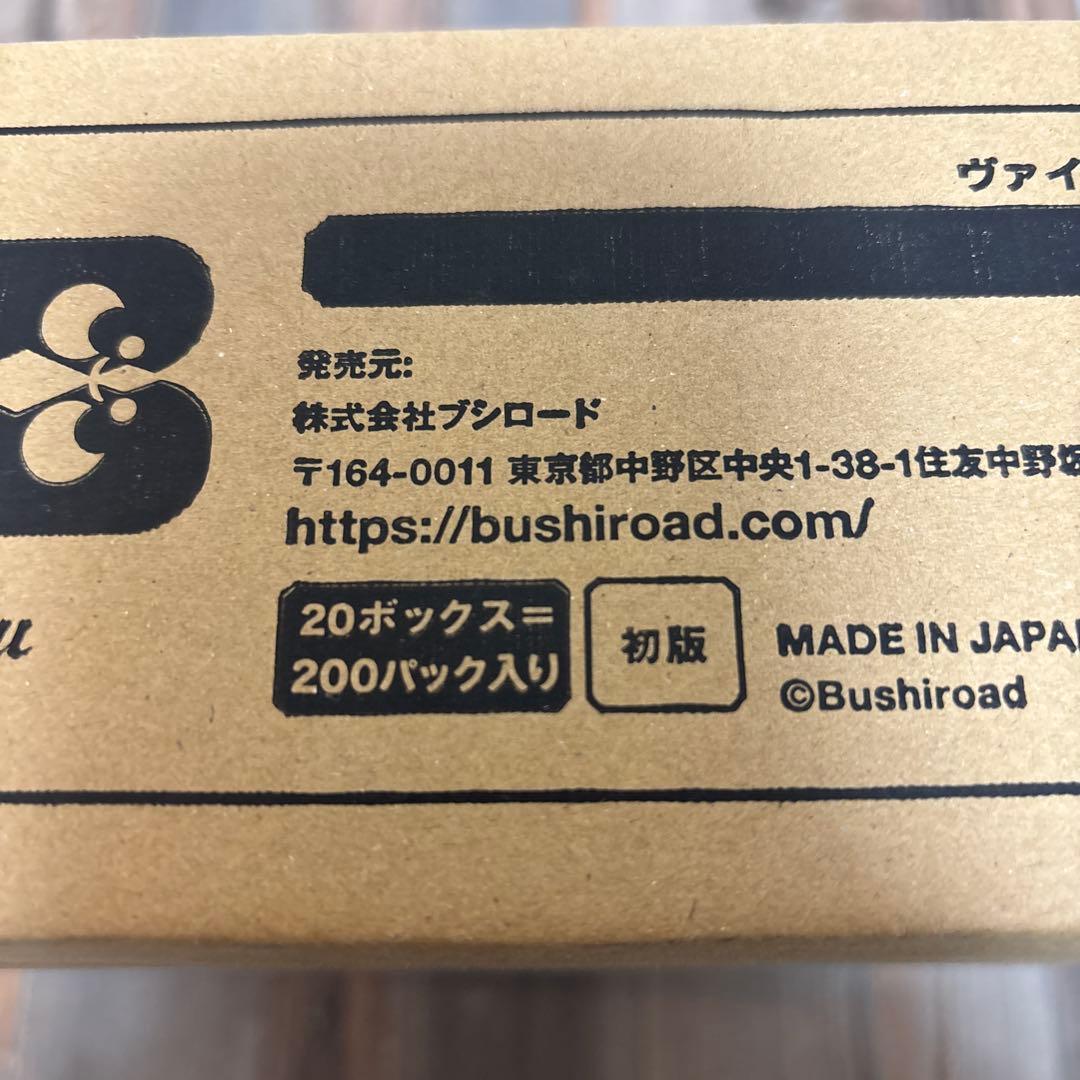 ヴァイ
発売元:
株式会社ブシロード
〒164-0011 東京都中野区中央1-38-1住友中野坂
https://bushiroad.com/
20ボックス=
200パック入り
初版
MADE IN JAPAN
©Bushiroad
u